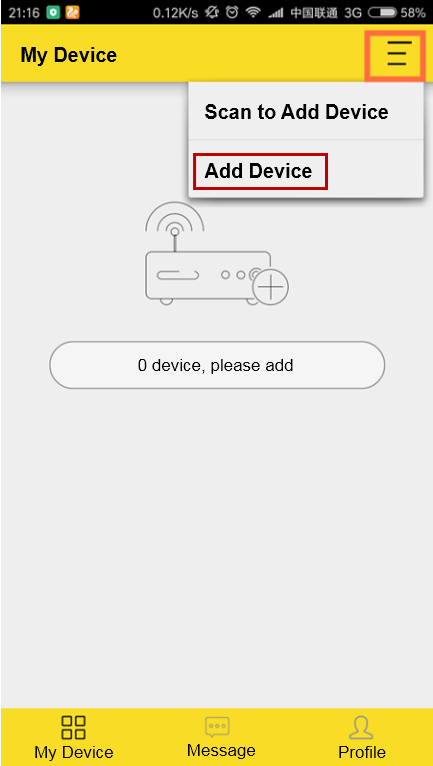 21:16 0.12K/s 中国联通 3G 58%
My Device
Scan to Add Device
Add Device
0 device, please add
My Device Message Profile